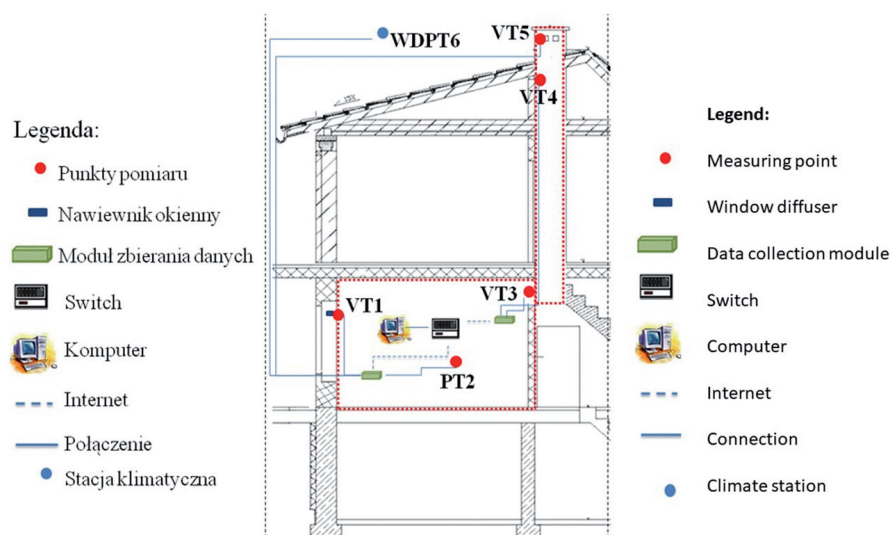 Legenda:
Punkty pomiaru
Nawiewnik okienny
Moduł zbierania danych
Switch
Komputer
Internet
Połączenie
Stacja klimatyczna
WDPT6
VT5
VT4
VT3
VT1
PT2
Legend:
Measuring point
Window diffuser
Data collection module
Switch
Computer
Internet
Connection
Climate station